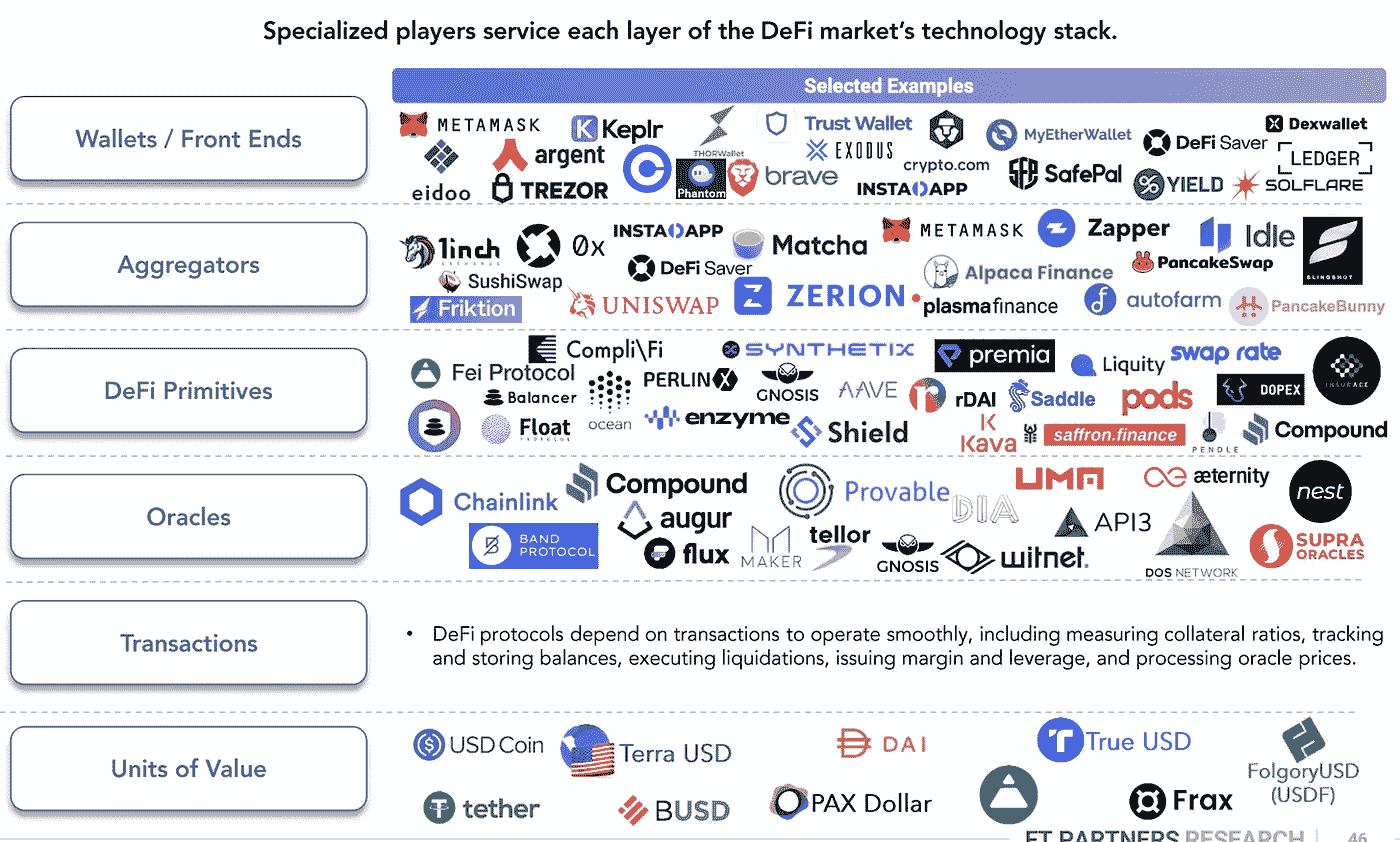 Specialized players service each layer of the DeFi market's technology stack.
Selected Examples
Wallets / Front Ends
METAMASK
Keplr
THORWallet
Trust Wallet
MyEtherWallet
DeFi Saver
Dexwallet
eidoo
argent
TREZOR
Phantom
brave
EXODUS
INSTADAPP
crypto.com
SafePal
YIELD
LEDGER
SOLFLARE
Aggregators
1inch
EXCHANGE
0x
INSTADAPP
Matcha
METAMASK
Zapper
Idle
SLINGSHOT
SushiSwap
DeFi Saver
Alpaca Finance
PancakeSwap
Friktion
UNISWAP
ZERION
plasmafinance
autofarm
PancakeBunny
DeFi Primitives
Compli\Fi
SYNTHETIX
premia
Liquity
swap rate
INSURACE
Fei Protocol
Balancer
ocean
PERLINX
GNOSIS
AAVE
rDAI
Saddle
pods
DOPEX
Float
PROTOCOL
enzyme
Shield
Kava
saffron.finance
PENDLE
Compound
Oracles
Chainlink
Compound
Provable
UMA
æternity
nest
BAND
PROTOCOL
augur
flux
MAKER
tellor
DIA
GNOSIS
witnet.
API3
DOS NETWORK
SUPRA
ORACLES
Transactions
• DeFi protocols depend on transactions to operate smoothly, including measuring collateral ratios, tracking
and storing balances, executing liquidations, issuing margin and leverage, and processing oracle prices.
Units of Value
USD Coin
Terra USD
DAI
True USD
FolgoryUSD
(USDF)
tether
BUSD
PAX Dollar
Frax
FT PARTNERS RESEARCH
46